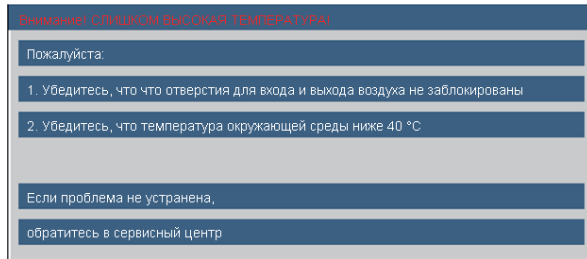 Внимание! СЛИШКОМ ВЫСОКАЯ ТЕМПЕРАТУРА!
Пожалуйста:
1. Убедитесь, что что отверстия для входа и выхода воздуха не заблокированы
2. Убедитесь, что температура окружающей среды ниже 40 °C
Если проблема не устранена,
обратитесь в сервисный центр